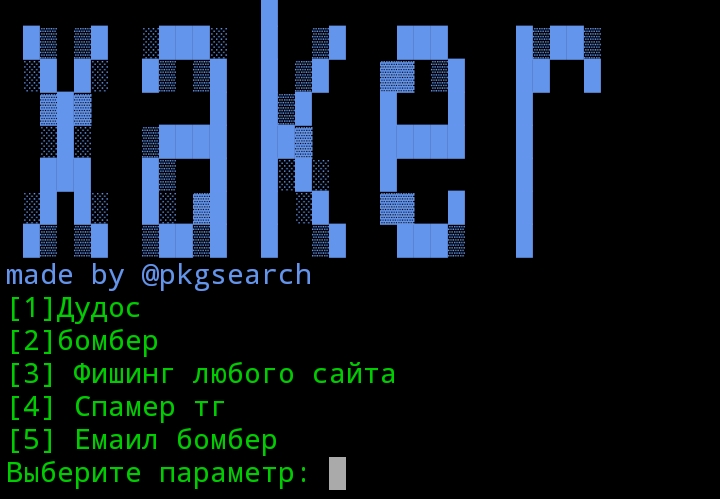 xaker
made by @pkgsearch
[1]Дудос
[2]бомбер
[3] Фишинг любого сайта
[4] Спамер тг
[5] Емаил бомбер
Выберите параметр: